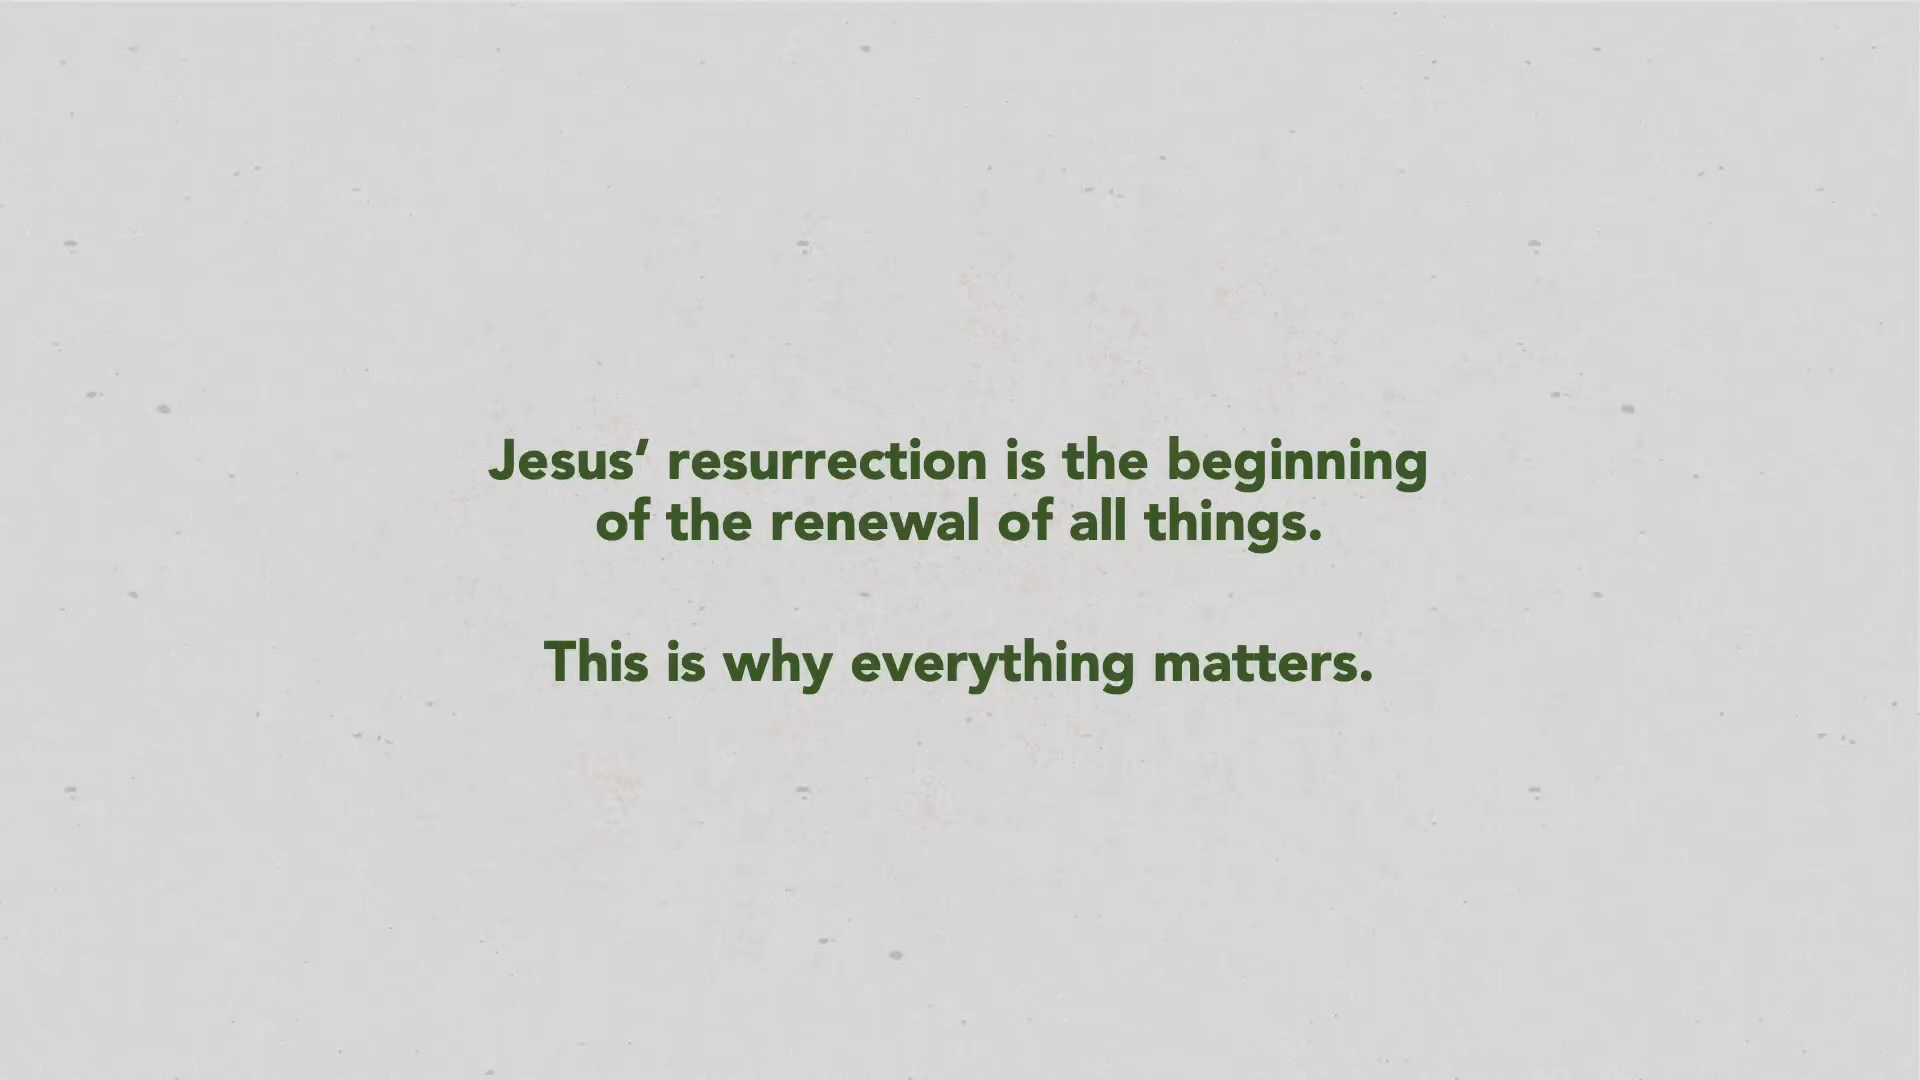 Jesus’ resurrection is the beginning
of the renewal of all things.
This is why everything matters.